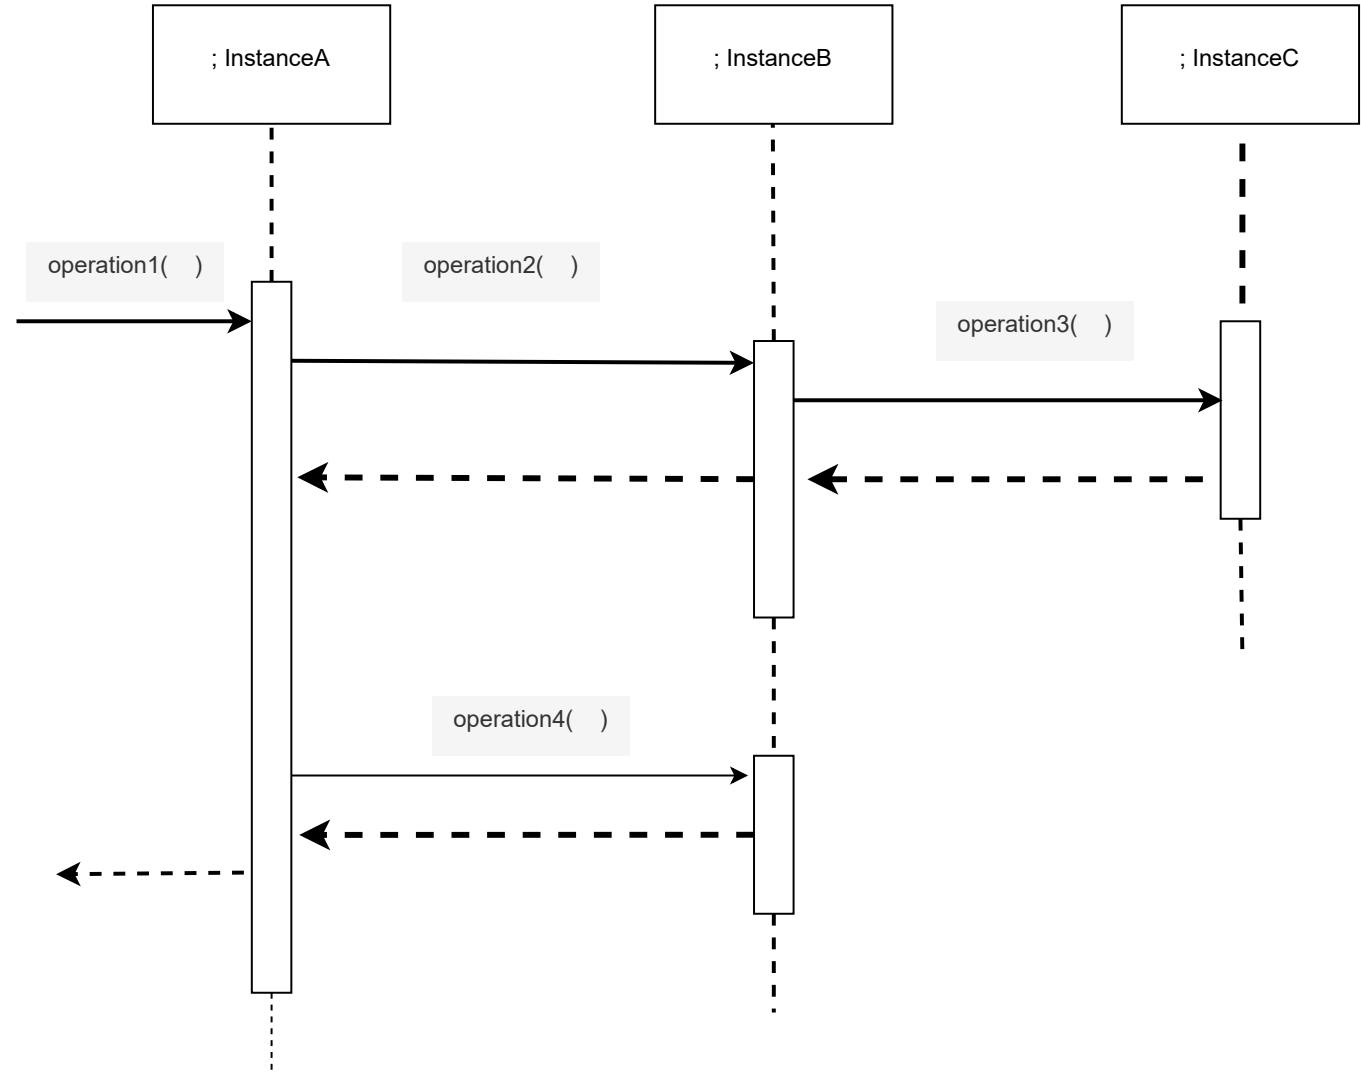 ; InstanceA
; InstanceB
; InstanceC
operation1(    )
operation2(    )
operation3(    )
operation4(    )